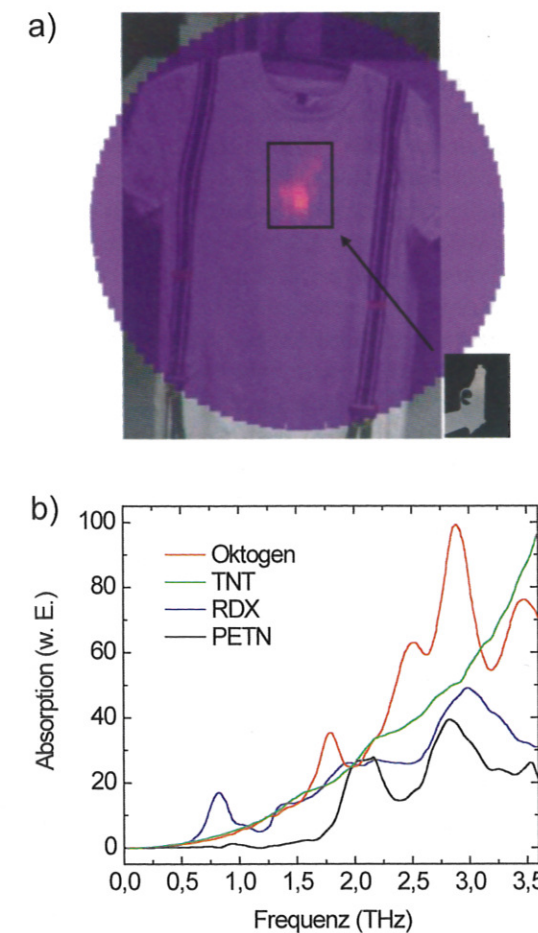 a)
b)
100
80
60
40
20
0
Absorption (w. E.)
Oktogen
TNT
RDX
PETN
0,0 0,5 1,0 1,5 2,0 2,5 3,0 3,5
Frequenz (THz)